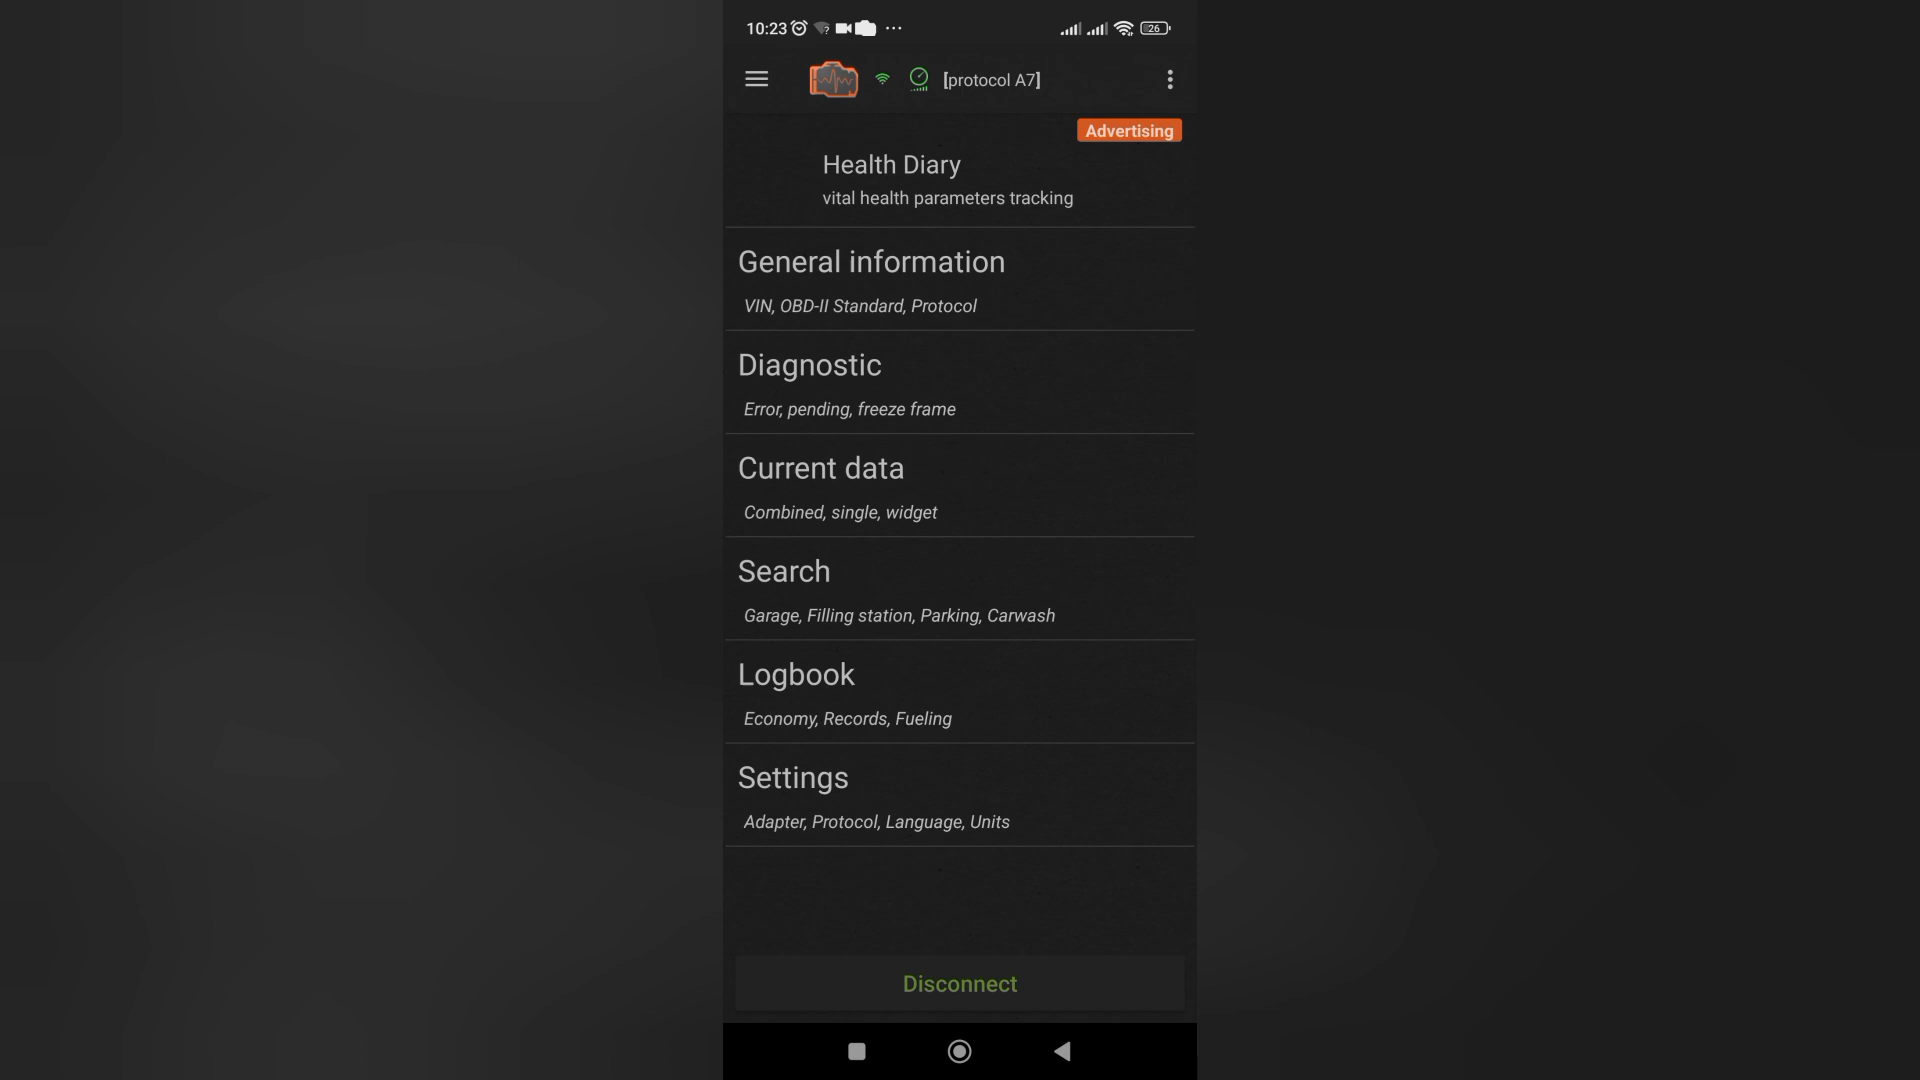 10:23 ? ... 26
[protocol A7]
Advertising
Health Diary
vital health parameters tracking
General information
VIN, OBD-II Standard, Protocol
Diagnostic
Error, pending, freeze frame
Current data
Combined, single, widget
Search
Garage, Filling station, Parking, Carwash
Logbook
Economy, Records, Fueling
Settings
Adapter, Protocol, Language, Units
Disconnect